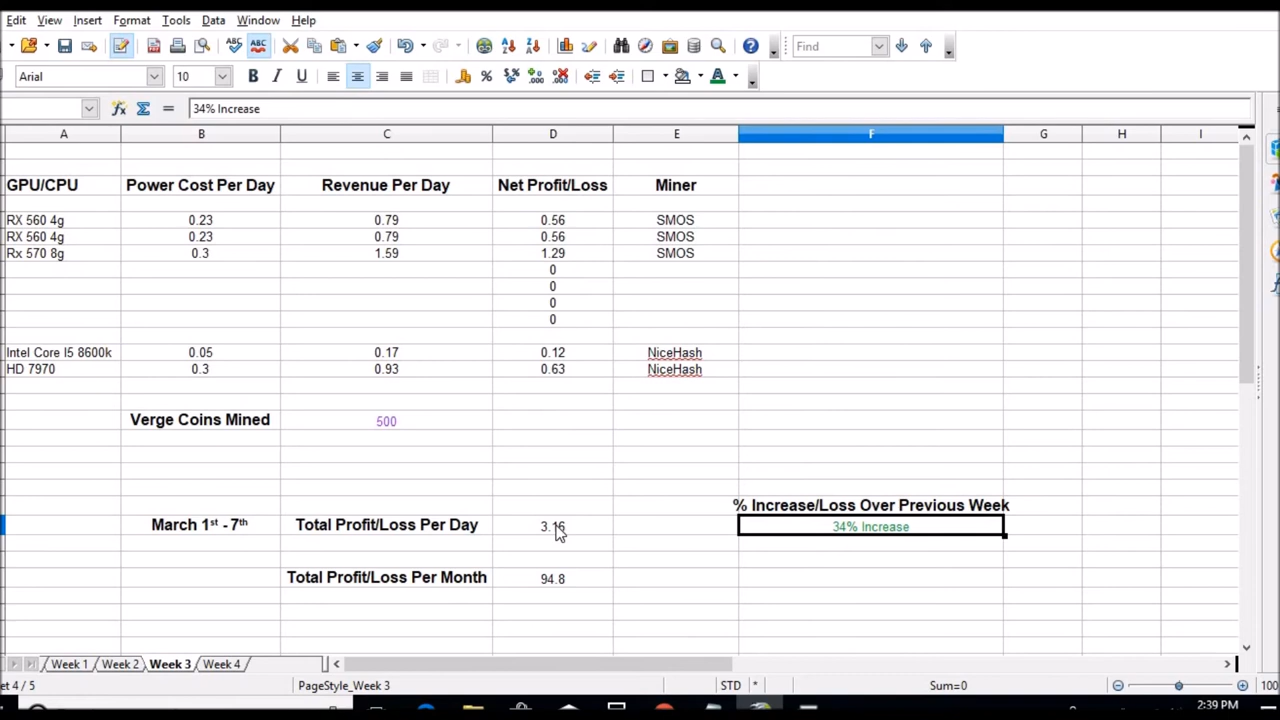 Edit View Insert Format Tools Data Window Help
Find
Arial 10
34% Increase
A B C D E F G H I
GPU/CPU Power Cost Per Day Revenue Per Day Net Profit/Loss Miner
RX 560 4g 0.23 0.79 0.56 SMOS
RX 560 4g 0.23 0.79 0.56 SMOS
Rx 570 8g 0.3 1.59 1.29 SMOS
0
0
0
0
Intel Core I5 8600k 0.05 0.17 0.12 NiceHash
HD 7970 0.3 0.93 0.63 NiceHash
Verge Coins Mined 500
% Increase/Loss Over Previous Week
March 1st - 7th Total Profit/Loss Per Day 3.16 34% Increase
Total Profit/Loss Per Month 94.8
Week 1 Week 2 Week 3 Week 4
et 4 / 5 PageStyle_Week 3 STD * Sum=0 100
2:39 PM